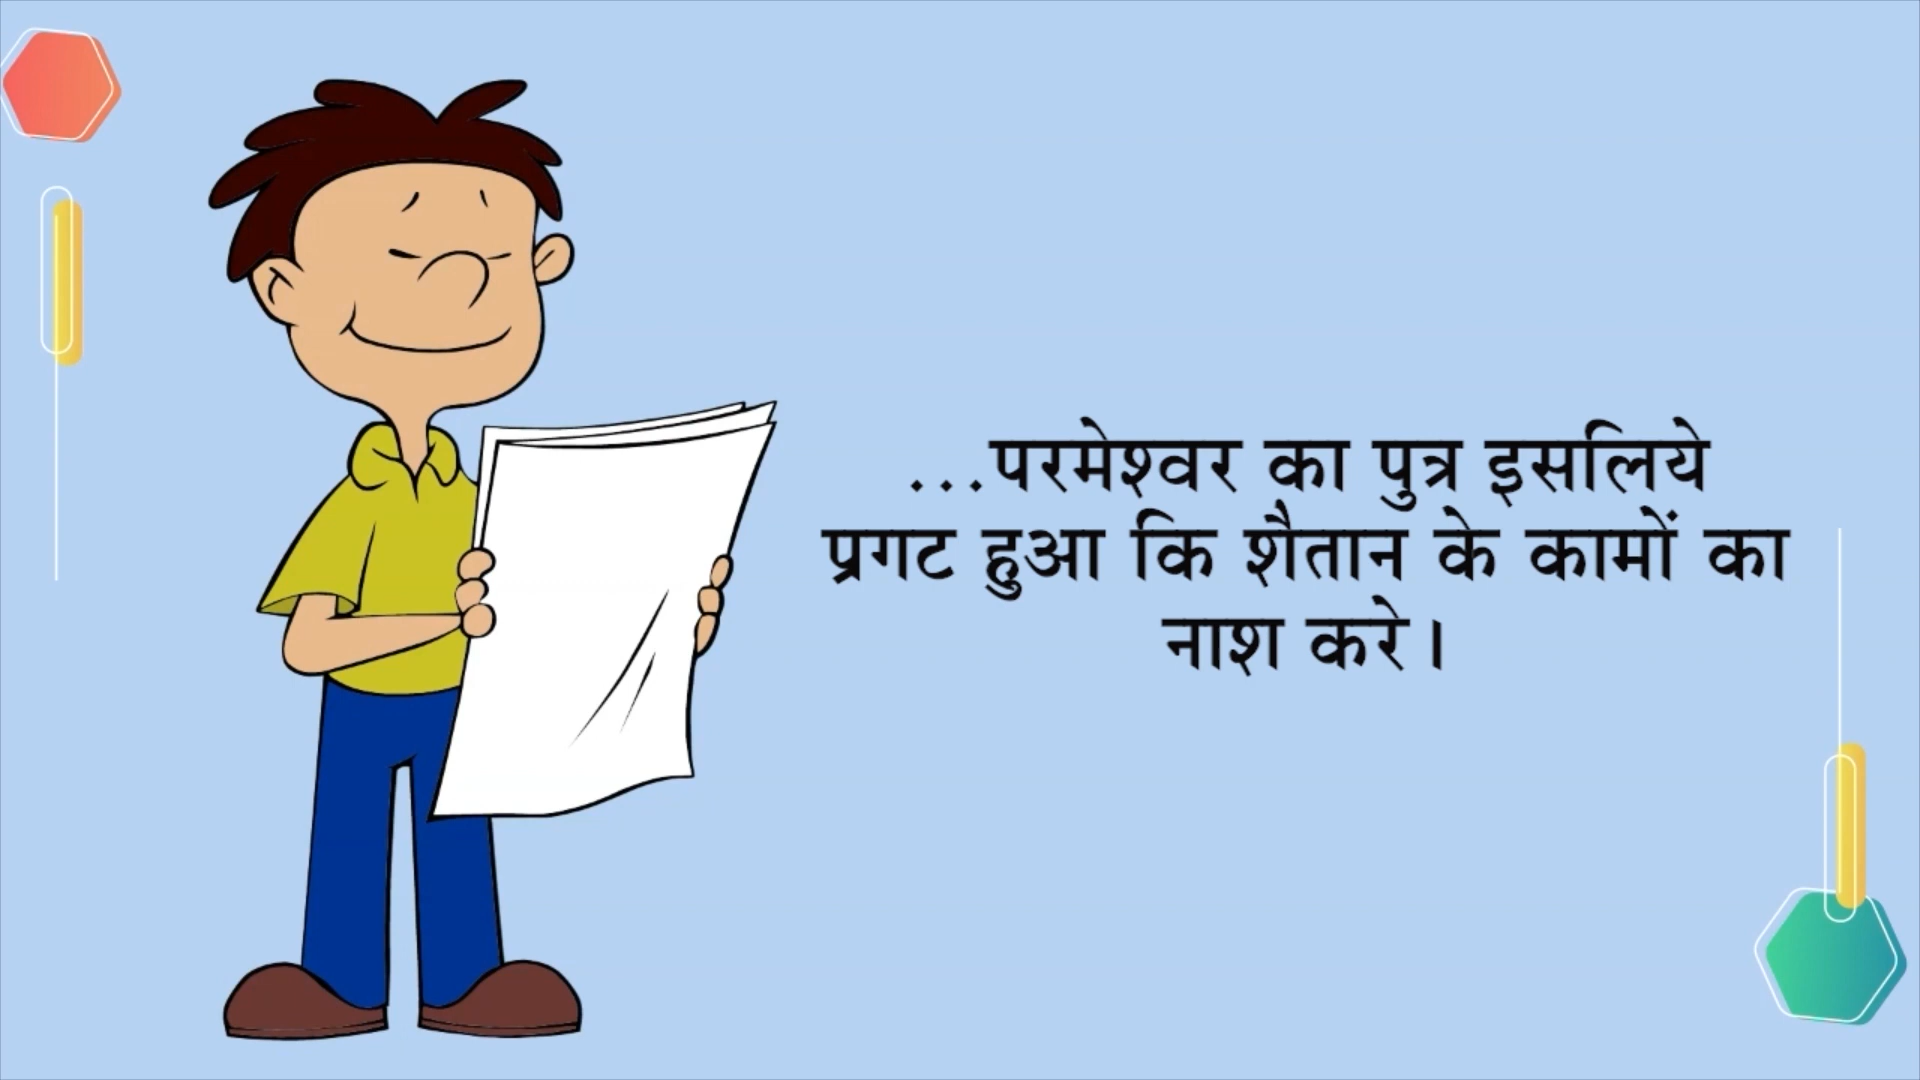 ...परमेश्वर का पुत्र इसलिये
प्रगट हुआ कि शैतान के कामों का
नाश करे।